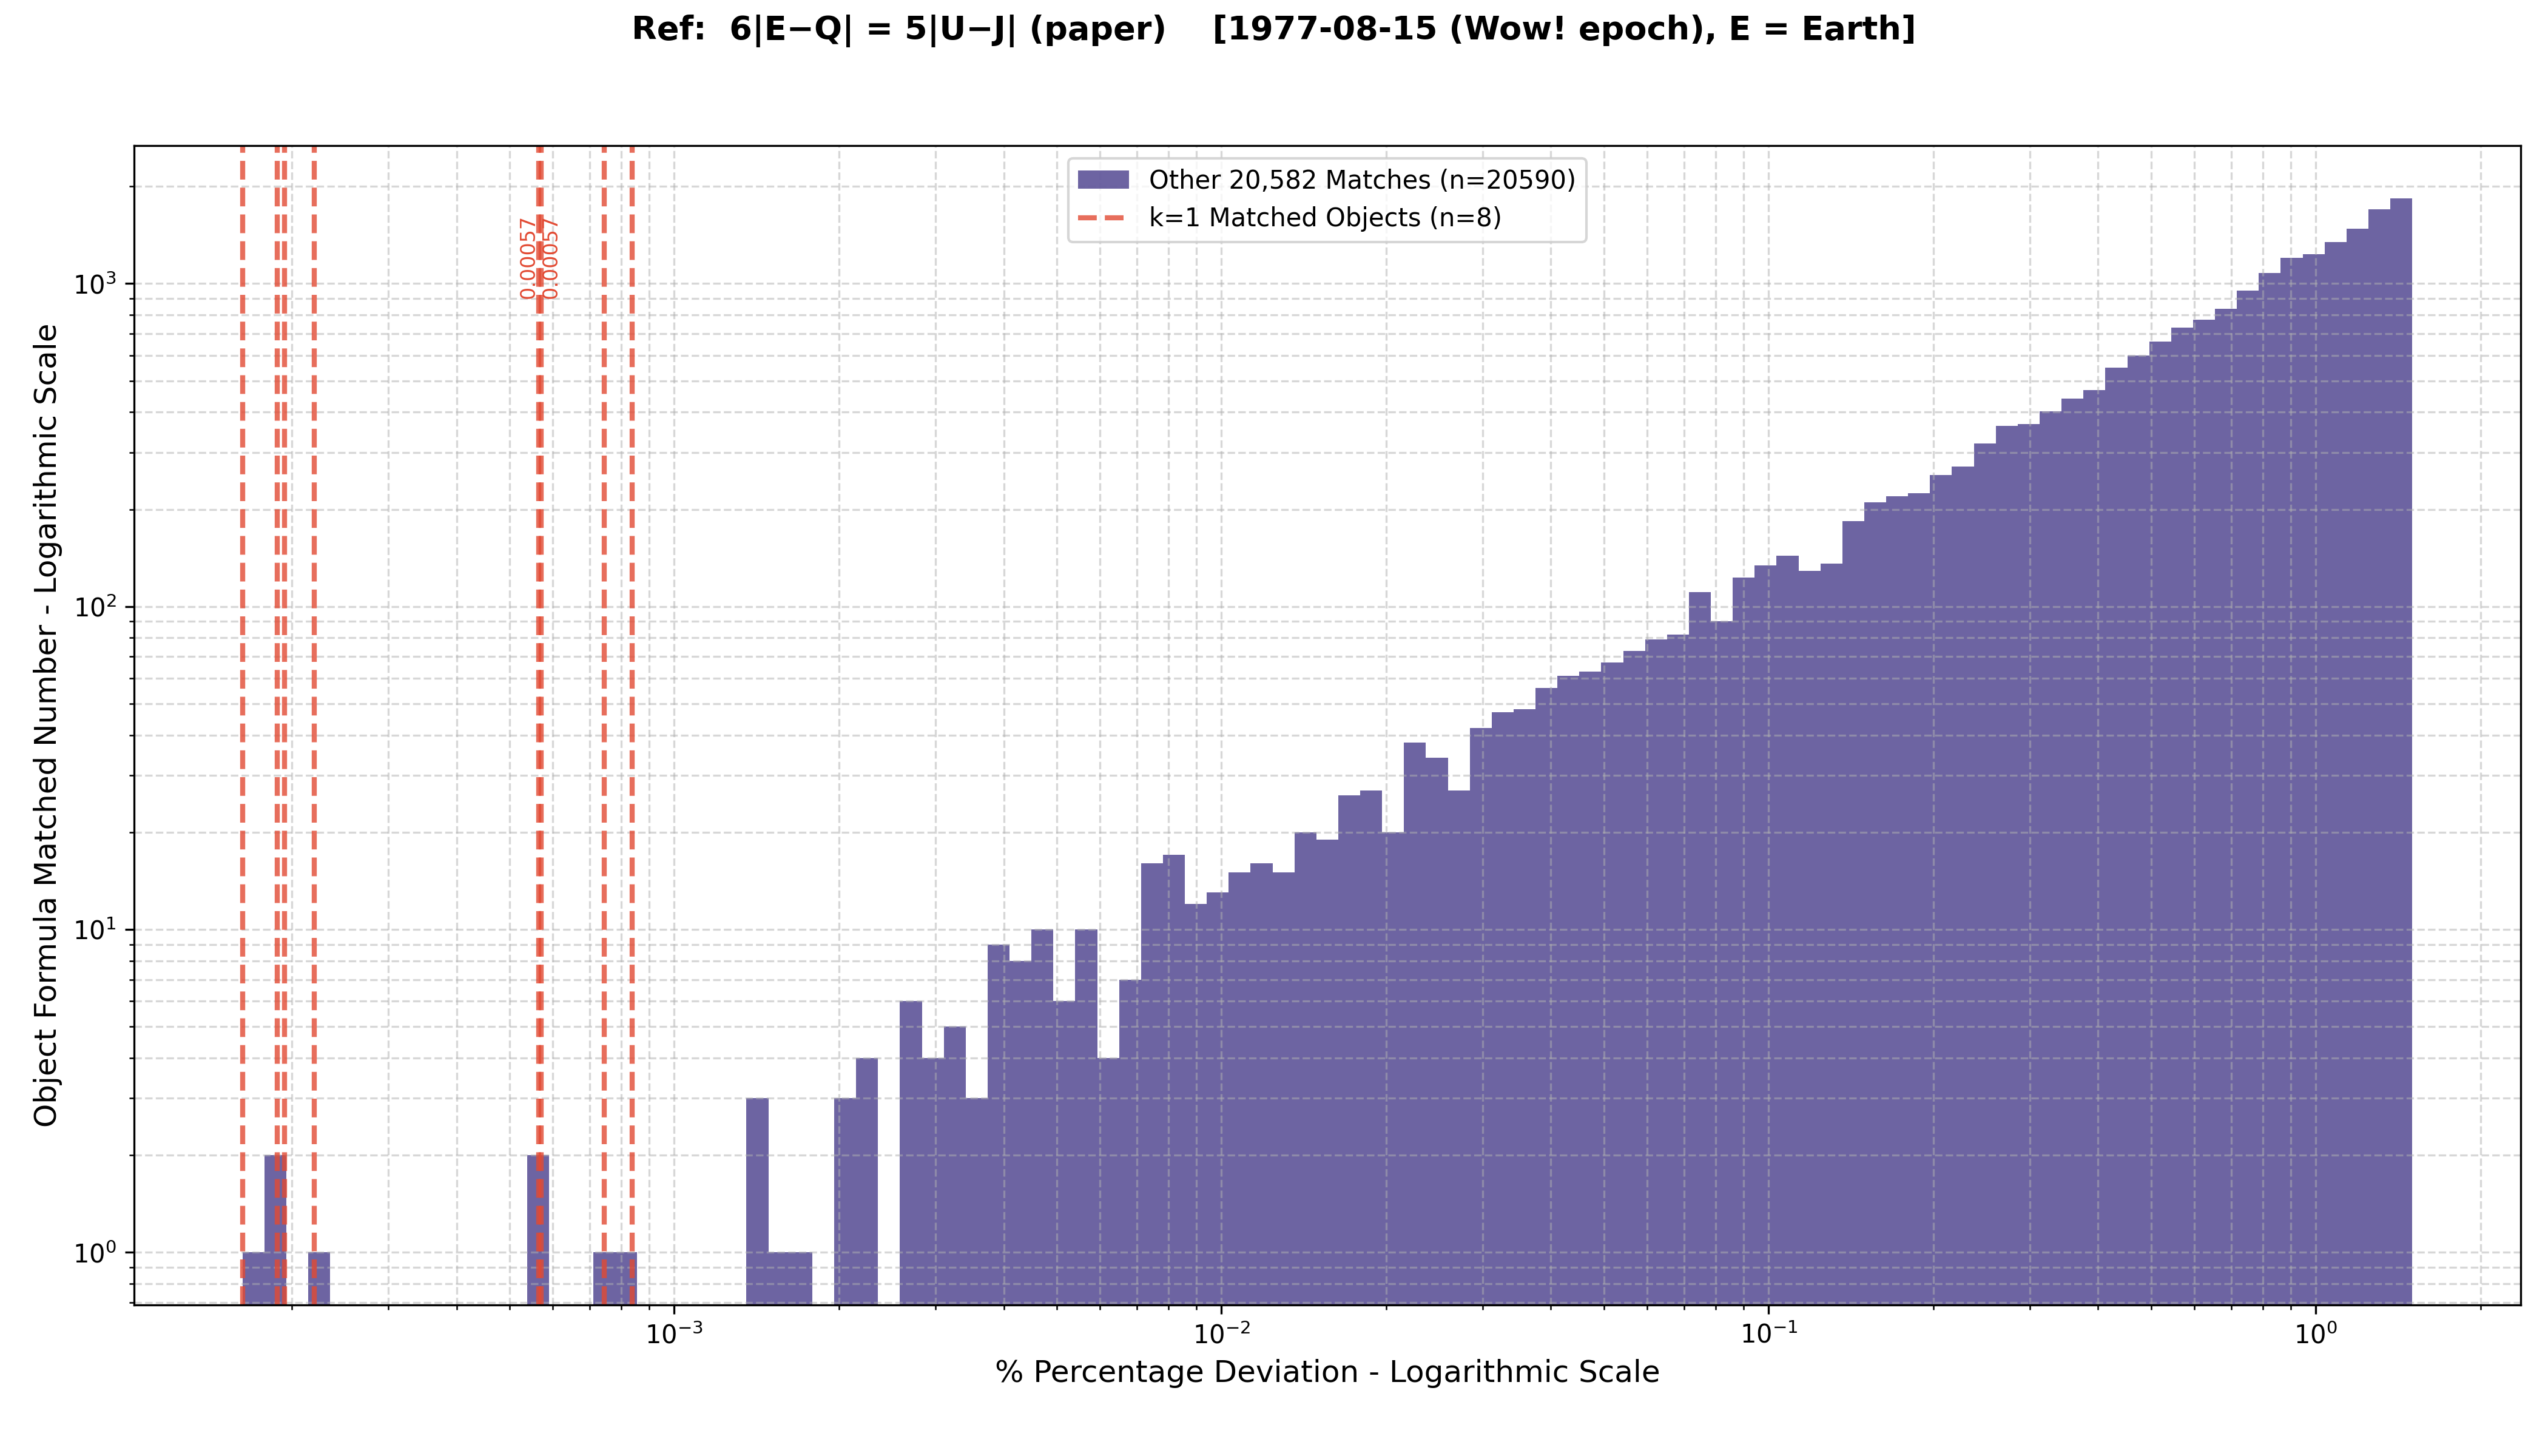 Ref:  6|E−Q| = 5|U−J| (paper)    [1977-08-15 (Wow! epoch), E = Earth]
Other 20,582 Matches (n=20590)
k=1 Matched Objects (n=8)
0.00057
0.00057
Object Formula Matched Number - Logarithmic Scale
10³
10²
10¹
10⁰
10⁻³
10⁻²
10⁻¹
10⁰
% Percentage Deviation - Logarithmic Scale